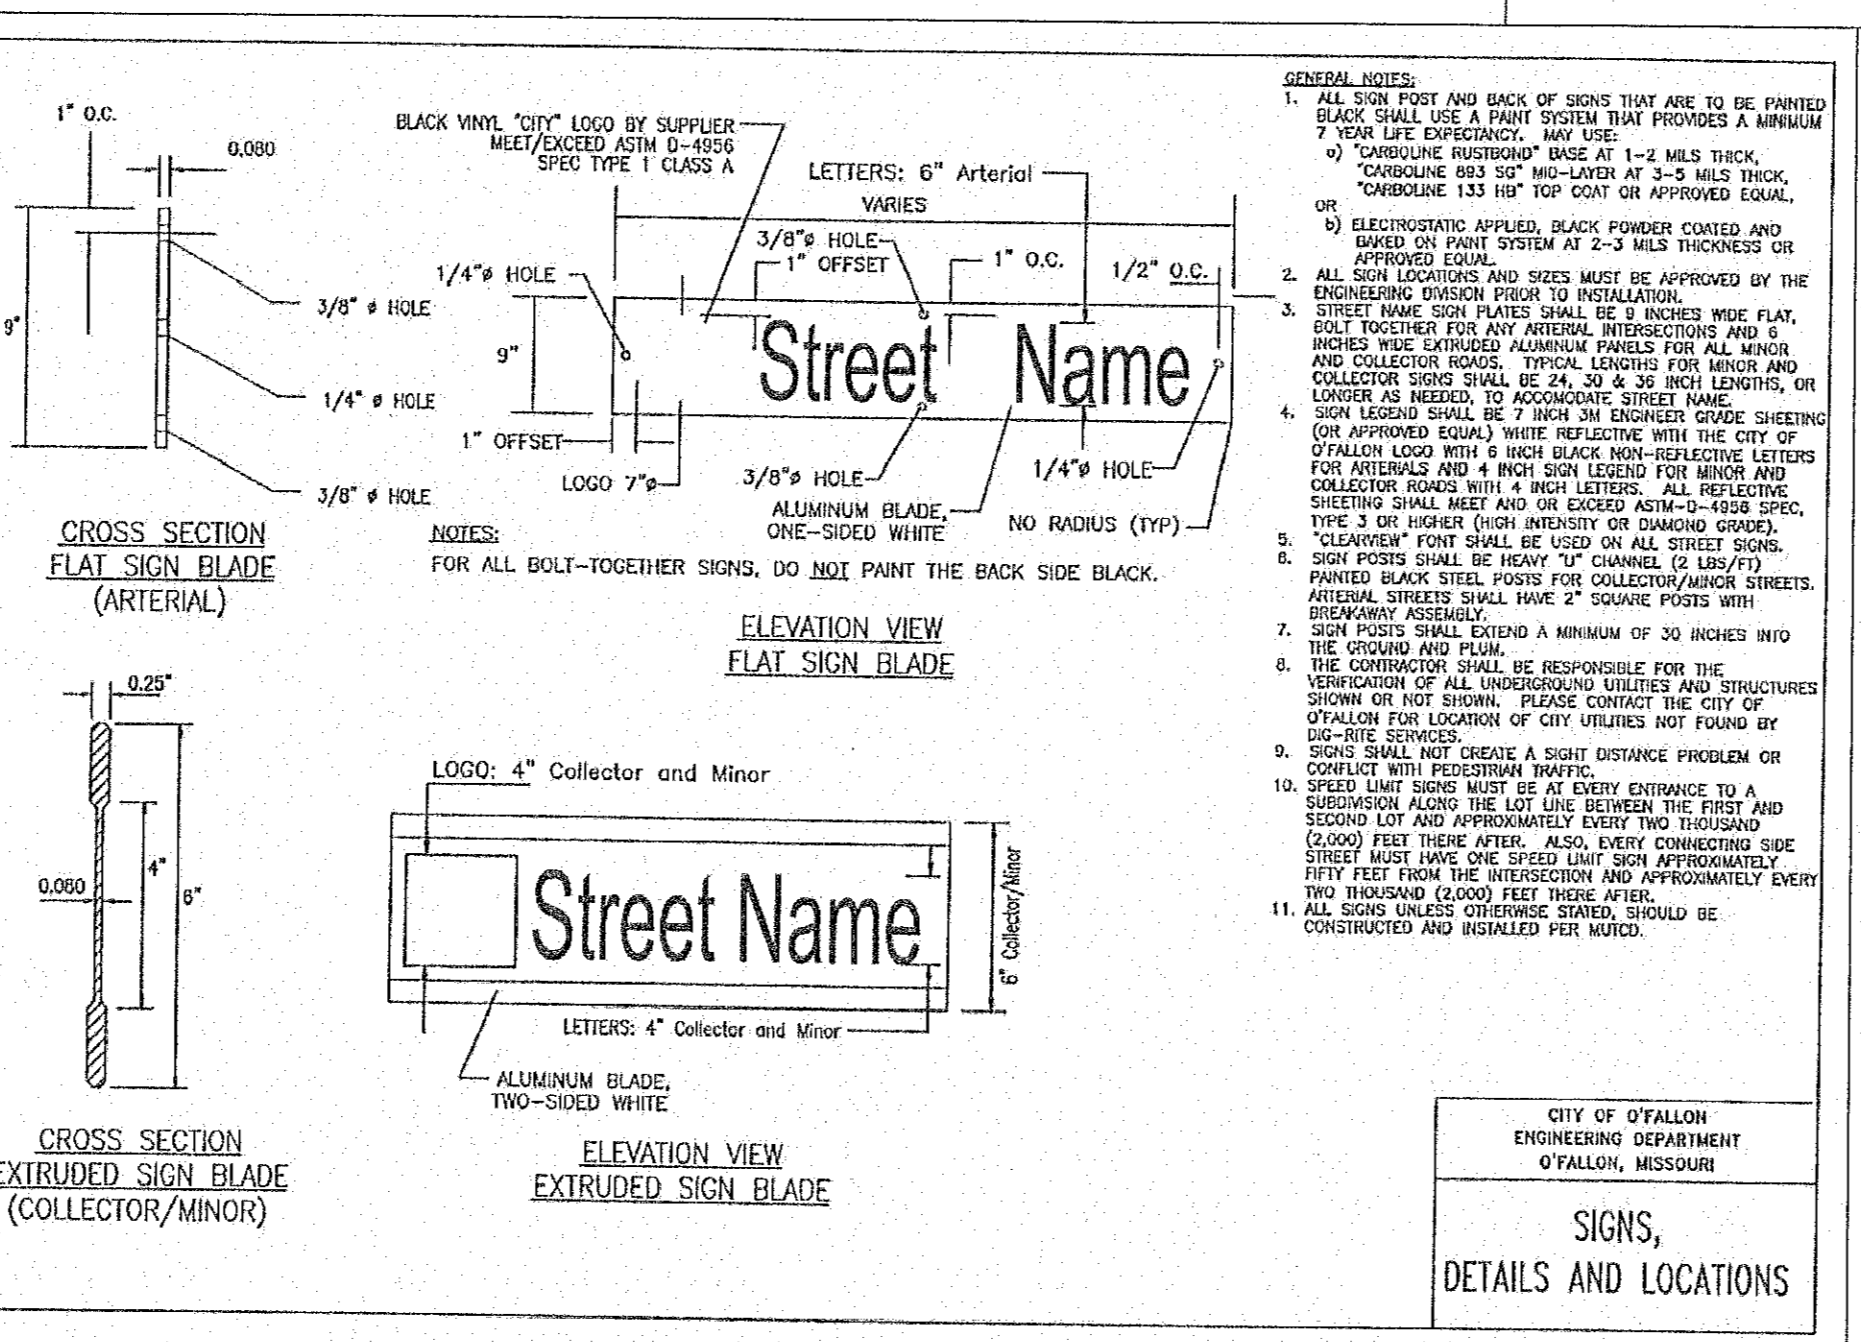 1" O.C.
0.080
9"
3/8" ø HOLE
1/4" ø HOLE
3/8" ø HOLE
CROSS SECTION
FLAT SIGN BLADE
(ARTERIAL)
BLACK VINYL "CITY" LOGO BY SUPPLIER
MEET/EXCEED ASTM D-4956
SPEC TYPE 1 CLASS A
LETTERS: 6" Arterial
VARIES
3/8"ø HOLE
1" OFFSET
1" O.C.
1/2" O.C.
1/4"ø HOLE
9"
Street Name
1" OFFSET
LOGO 7"ø
3/8"ø HOLE
1/4"ø HOLE
ALUMINUM BLADE,
ONE-SIDED WHITE
NO RADIUS (TYP)
NOTES:
FOR ALL BOLT-TOGETHER SIGNS, DO NOT PAINT THE BACK SIDE BLACK.
ELEVATION VIEW
FLAT SIGN BLADE
0.25"
4"
6"
CROSS SECTION
EXTRUDED SIGN BLADE
(COLLECTOR/MINOR)
LOGO: 4" Collector and Minor
Street Name
6" Collector/Minor
LETTERS: 4" Collector and Minor
ALUMINUM BLADE,
TWO-SIDED WHITE
ELEVATION VIEW
EXTRUDED SIGN BLADE
GENERAL NOTES:
1. ALL SIGN POST AND BACK OF SIGNS THAT ARE TO BE PAINTED
BLACK SHALL USE A PAINT SYSTEM THAT PROVIDES A MINIMUM
7 YEAR LIFE EXPECTANCY. MAY USE:
a) "CARBOLINE RUSTBOND" BASE AT 1-2 MILS THICK,
"CARBOLINE 893 SG" MID-LAYER AT 3-5 MILS THICK,
"CARBOLINE 133 HB" TOP COAT OR APPROVED EQUAL,
OR
b) ELECTROSTATIC APPLIED, BLACK POWDER COATED AND
BAKED ON PAINT SYSTEM AT 2-3 MILS THICKNESS OR
APPROVED EQUAL.
2. ALL SIGN LOCATIONS AND SIZES MUST BE APPROVED BY THE
ENGINEERING DIVISION PRIOR TO INSTALLATION.
3. STREET NAME SIGN PLATES SHALL BE 9 INCHES WIDE FLAT,
BOLT TOGETHER FOR ANY ARTERIAL INTERSECTIONS AND 6
INCHES WIDE EXTRUDED ALUMINUM PANELS FOR ALL MINOR
AND COLLECTOR ROADS. TYPICAL LENGTHS FOR MINOR AND
COLLECTOR SIGNS SHALL BE 24, 30 & 36 INCH LENGTHS, OR
LONGER AS NEEDED, TO ACCOMODATE STREET NAME.
4. SIGN LEGEND SHALL BE 7 INCH 3M ENGINEER GRADE SHEETING
(OR APPROVED EQUAL) WHITE REFLECTIVE WITH THE CITY OF
O'FALLON LOGO WITH 6 INCH BLACK NON-REFLECTIVE LETTERS
FOR ARTERIALS AND 4 INCH SIGN LEGEND FOR MINOR AND
COLLECTOR ROADS WITH 4 INCH LETTERS. ALL REFLECTIVE
SHEETING SHALL MEET AND OR EXCEED ASTM-D-4956 SPEC,
TYPE 3 OR HIGHER (HIGH INTENSITY OR DIAMOND GRADE).
5. "CLEARVIEW" FONT SHALL BE USED ON ALL STREET SIGNS.
6. SIGN POSTS SHALL BE HEAVY "U" CHANNEL (2 LBS/FT)
PAINTED BLACK STEEL POSTS FOR COLLECTOR/MINOR STREETS.
ARTERIAL STREETS SHALL HAVE 2" SQUARE POSTS WITH
BREAKAWAY ASSEMBLY.
7. SIGN POSTS SHALL EXTEND A MINIMUM OF 30 INCHES INTO
THE GROUND AND PLUM.
8. THE CONTRACTOR SHALL BE RESPONSIBLE FOR THE
VERIFICATION OF ALL UNDERGROUND UTILITIES AND STRUCTURES
SHOWN OR NOT SHOWN. PLEASE CONTACT THE CITY OF
O'FALLON FOR LOCATION OF CITY UTILITIES NOT FOUND BY
DIG-RITE SERVICES.
9. SIGNS SHALL NOT CREATE A SIGHT DISTANCE PROBLEM OR
CONFLICT WITH PEDESTRIAN TRAFFIC.
10. SPEED LIMIT SIGNS MUST BE AT EVERY ENTRANCE TO A
SUBDIVISION ALONG THE LOT LINE BETWEEN THE FIRST AND
SECOND LOT AND APPROXIMATELY EVERY TWO THOUSAND
(2,000) FEET THERE AFTER. ALSO, EVERY CONNECTING SIDE
STREET MUST HAVE ONE SPEED LIMIT SIGN APPROXIMATELY
FIFTY FEET FROM THE INTERSECTION AND APPROXIMATELY EVERY
TWO THOUSAND (2,000) FEET THERE AFTER.
11. ALL SIGNS UNLESS OTHERWISE STATED, SHOULD BE
CONSTRUCTED AND INSTALLED PER MUTCD.
CITY OF O'FALLON
ENGINEERING DEPARTMENT
O'FALLON, MISSOURI
SIGNS,
DETAILS AND LOCATIONS